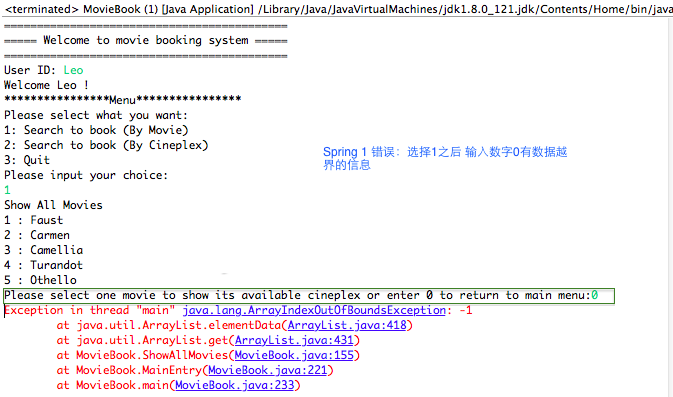 <terminated> MovieBook (1) [Java Application] /Library/Java/JavaVirtualMachines/jdk1.8.0_121.jdk/Contents/Home/bin/java
===========================================
===== Welcome to movie booking system =====
===========================================
User ID: Leo
Welcome Leo !
****************Menu****************
Please select what you want:
1: Search to book (By Movie)
2: Search to book (By Cineplex)
3: Quit
Please input your choice:
1
Spring 1 错误：选择1之后 输入数字0有数据越
界的信息
Show All Movies
1 : Faust
2 : Carmen
3 : Camellia
4 : Turandot
5 : Othello
Please select one movie to show its available cineplex or enter 0 to return to main menu:0
Exception in thread "main" java.lang.ArrayIndexOutOfBoundsException: -1
at java.util.ArrayList.elementData(ArrayList.java:418)
at java.util.ArrayList.get(ArrayList.java:431)
at MovieBook.ShowAllMovies(MovieBook.java:155)
at MovieBook.MainEntry(MovieBook.java:221)
at MovieBook.main(MovieBook.java:233)